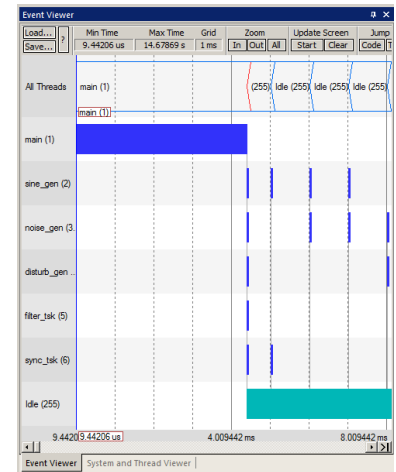 Event Viewer
Load... ? Min Time Max Time Grid Zoom Update Screen Jump
Save... 9.44206 us 14.67869 s 1 ms In Out All Start Clear Code T
All Threads main (1) (255) Idle (255) Idle (255) Idle (255)
main (1)
main (1)
sine_gen (2)
noise_gen (3.
disturb_gen ..
filter_tsk (5)
sync_tsk (6)
Idle (255)
9.4420 9.44206 us 4.009442 ms 8.009442 ms
Event Viewer System and Thread Viewer